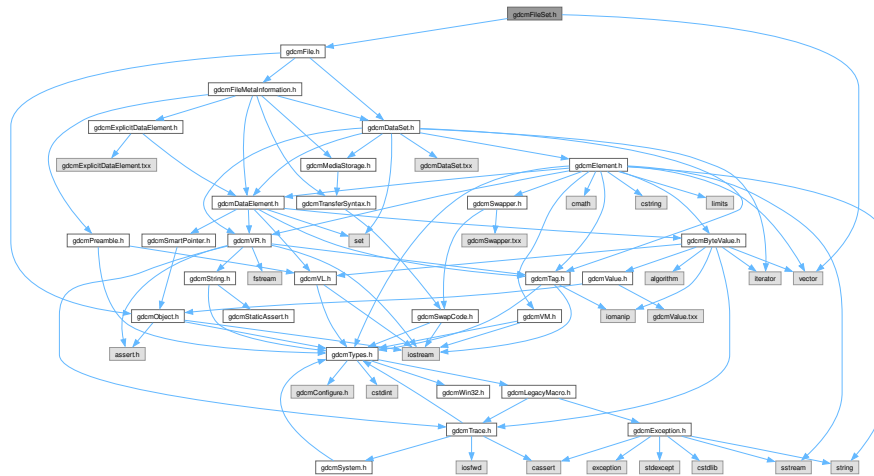 gdcmFileSet.h
gdcmFile.h
gdcmFileMetaInformation.h
gdcmExplicitDataElement.h
gdcmDataSet.h
gdcmExplicitDataElement.txx
gdcmMediaStorage.h
gdcmDataSet.txx
gdcmElement.h
gdcmDataElement.h
gdcmTransferSyntax.h
gdcmSwapper.h
cmath
cstring
limits
gdcmPreamble.h
gdcmSmartPointer.h
gdcmVR.h
set
gdcmSwapper.txx
gdcmByteValue.h
gdcmString.h
fstream
gdcmVL.h
gdcmTag.h
gdcmValue.h
algorithm
iterator
vector
gdcmObject.h
gdcmStaticAssert.h
gdcmSwapCode.h
gdcmVM.h
iomanip
gdcmValue.txx
assert.h
gdcmTypes.h
iostream
gdcmConfigure.h
cstdint
gdcmWin32.h
gdcmLegacyMacro.h
gdcmTrace.h
gdcmException.h
gdcmSystem.h
iosfwd
cassert
exception
stdexcept
cstdlib
sstream
string